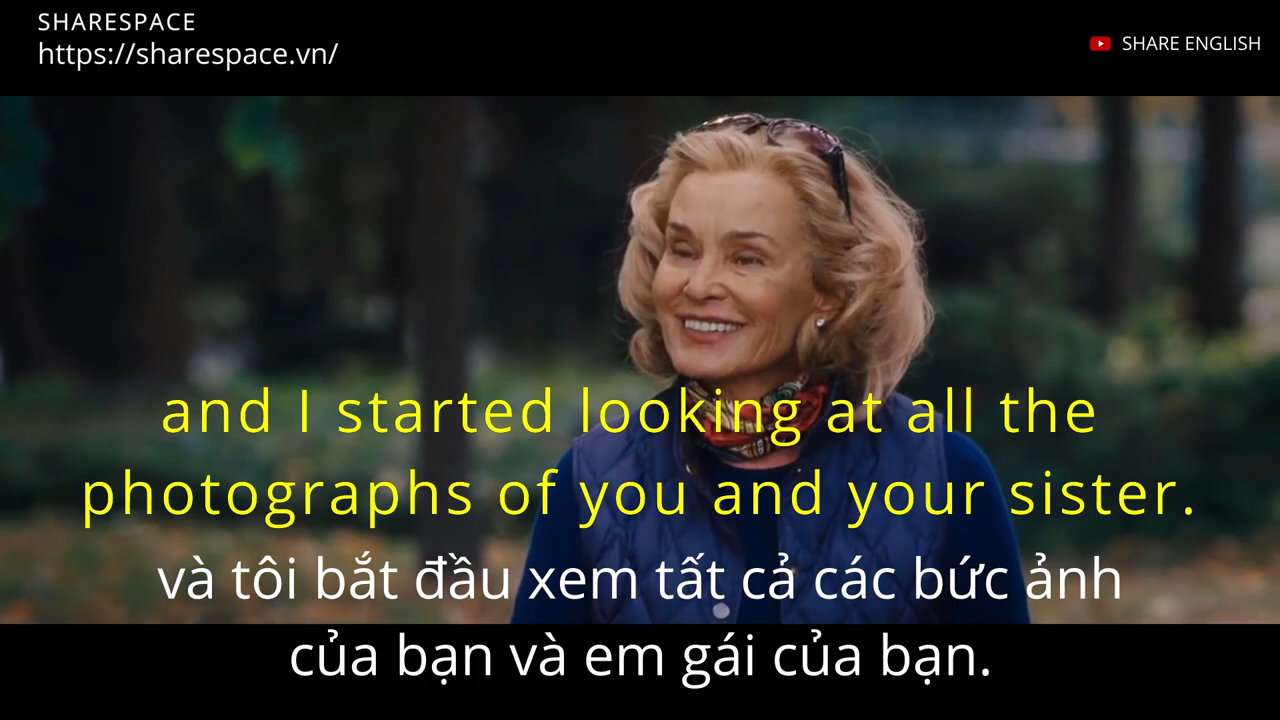 SHARESPACE
https://sharespace.vn/
SHARE ENGLISH
and I started looking at all the
photographs of you and your sister.
và tôi bắt đầu xem tất cả các bức ảnh
của bạn và em gái của bạn.